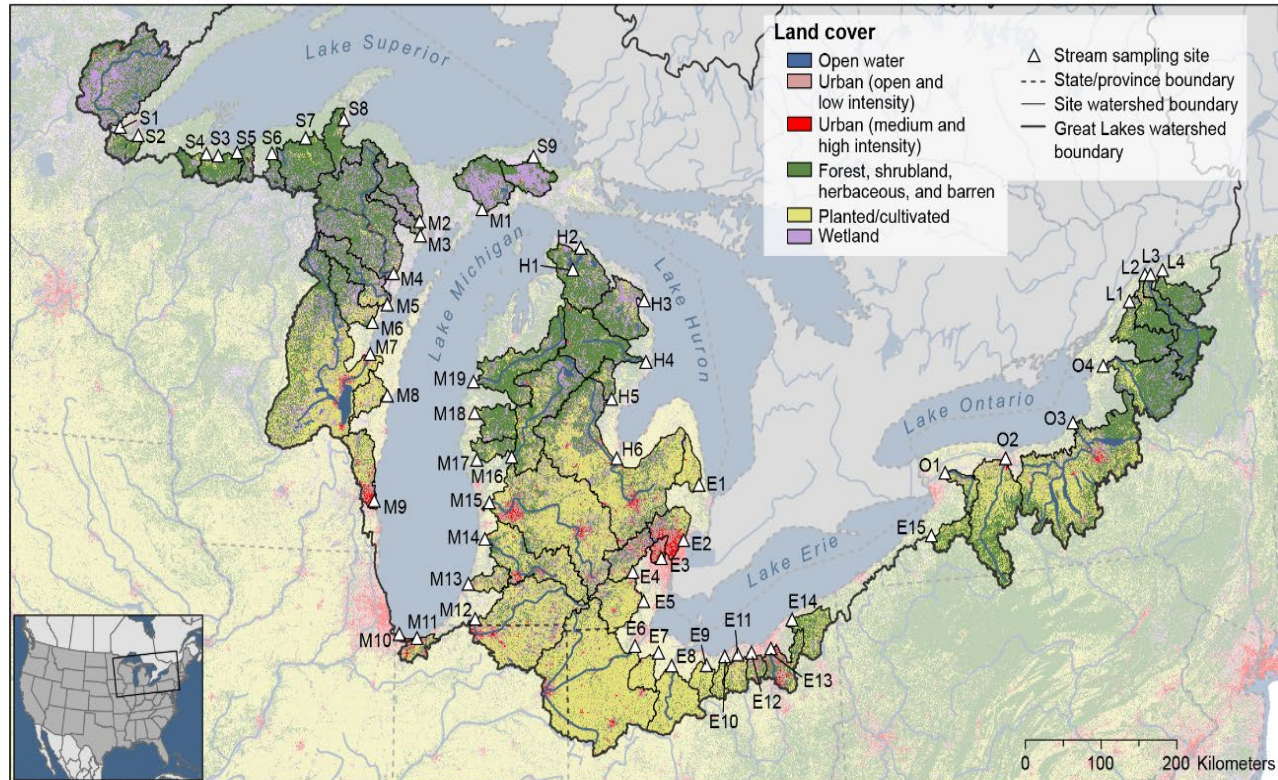 Lake Superior
Lake Michigan
Lake Huron
Lake Erie
Lake Ontario
Land cover
Open water
Urban (open and
low intensity)
Urban (medium and
high intensity)
Forest, shrubland,
herbaceous, and barren
Planted/cultivated
Wetland
Stream sampling site
State/province boundary
Site watershed boundary
Great Lakes watershed
boundary
S1
S2
S4
S3
S5
S6
S7
S8
S9
M1
M2
M3
M4
M5
M6
M7
M8
M9
M10
M11
M12
M13
M14
M15
M16
M17
M18
M19
H1
H2
H3
H4
H5
H6
E1
E2
E3
E4
E5
E6
E7
E8
E9
E10
E11
E12
E13
E14
E15
O1
O2
O3
O4
L1
L2
L3
L4
0 100 200 Kilometers